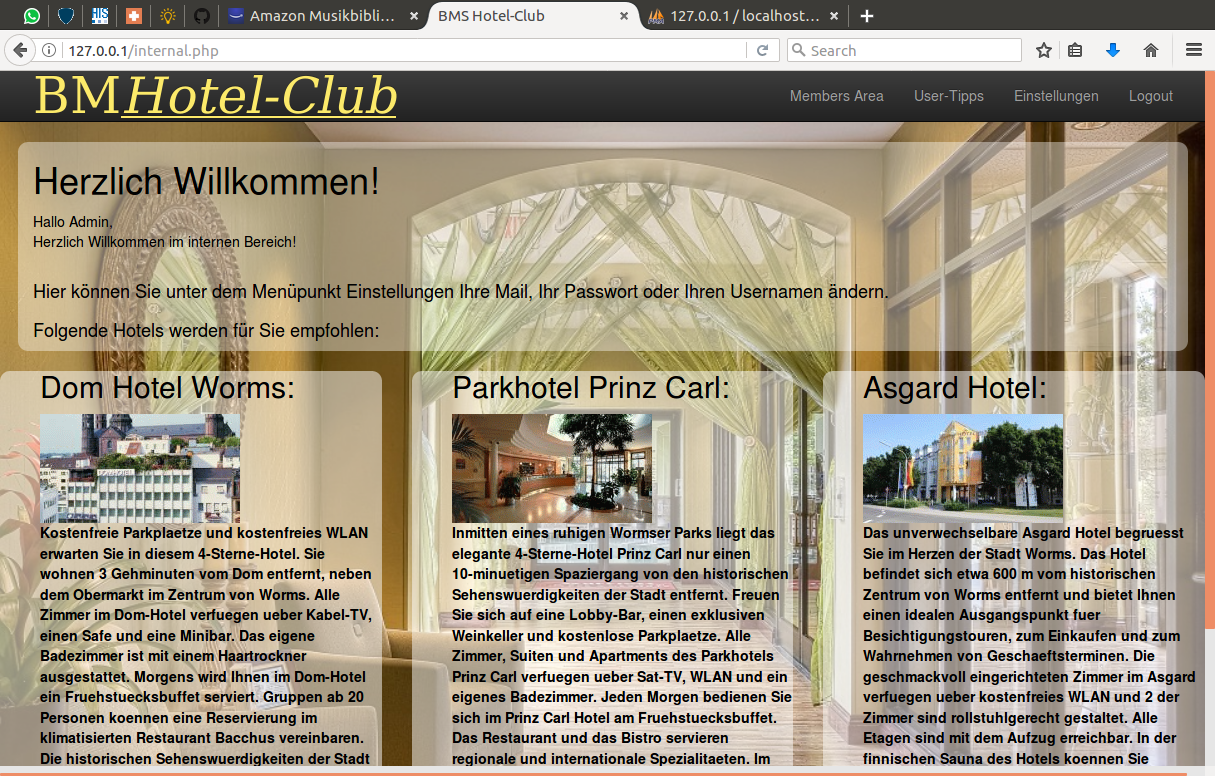 Amazon Musikbibli...
BMS Hotel-Club
127.0.0.1 / localhost...
127.0.0.1/internal.php
Search
BMHotel-Club
Members Area
User-Tipps
Einstellungen
Logout
Herzlich Willkommen!
Hallo Admin,
Herzlich Willkommen im internen Bereich!
Hier können Sie unter dem Menüpunkt Einstellungen Ihre Mail, Ihr Passwort oder Ihren Usernamen ändern.
Folgende Hotels werden für Sie empfohlen:
Dom Hotel Worms:
DOMHOTEL
Kostenfreie Parkplaetze und kostenfreies WLAN
erwarten Sie in diesem 4-Sterne-Hotel. Sie
wohnen 3 Gehminuten vom Dom entfernt, neben
dem Obermarkt im Zentrum von Worms. Alle
Zimmer im Dom-Hotel verfuegen ueber Kabel-TV,
einen Safe und eine Minibar. Das eigene
Badezimmer ist mit einem Haartrockner
ausgestattet. Morgens wird Ihnen im Dom-Hotel
ein Fruehstuecksbuffet serviert. Gruppen ab 20
Personen koennen eine Reservierung im
klimatisierten Restaurant Bacchus vereinbaren.
Die historischen Sehenswuerdigkeiten der Stadt
Parkhotel Prinz Carl:
Inmitten eines ruhigen Wormser Parks liegt das
elegante 4-Sterne-Hotel Prinz Carl nur einen
10-minuetigen Spaziergang von den historischen
Sehenswuerdigkeiten der Stadt entfernt. Freuen
Sie sich auf eine Lobby-Bar, einen exklusiven
Weinkeller und kostenlose Parkplaetze. Alle
Zimmer, Suiten und Apartments des Parkhotels
Prinz Carl verfuegen ueber Sat-TV, WLAN und ein
eigenes Badezimmer. Jeden Morgen bedienen Sie
sich im Prinz Carl Hotel am Fruehstuecksbuffet.
Das Restaurant und das Bistro servieren
regionale und internationale Spezialitaeten. Im
Asgard Hotel:
Das unverwechselbare Asgard Hotel begruesst
Sie im Herzen der Stadt Worms. Das Hotel
befindet sich etwa 600 m vom historischen
Zentrum von Worms entfernt und bietet Ihnen
einen idealen Ausgangspunkt fuer
Besichtigungstouren, zum Einkaufen und zum
Wahrnehmen von Geschaeftsterminen. Die
geschmackvoll eingerichteten Zimmer im Asgard
verfuegen ueber kostenfreies WLAN und 2 der
Zimmer sind rollstuhlgerecht gestaltet. Alle
Etagen sind mit dem Aufzug erreichbar. In der
finnischen Sauna des Hotels koennen Sie